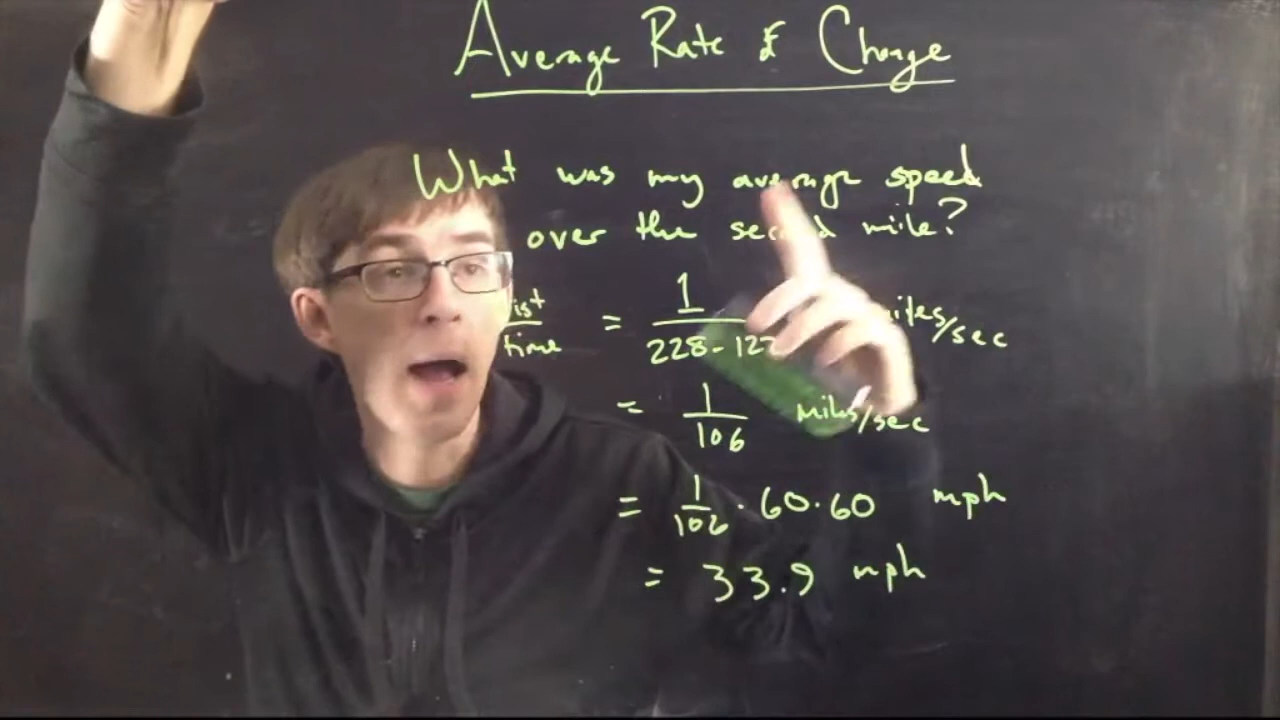 Average Rate of Change
What was my average speed
over the second mile?
time = 1 / 228 - 122 miles/sec
= 1 / 106 miles/sec
= 1 / 106 · 60 · 60 mph
= 33.9 mph